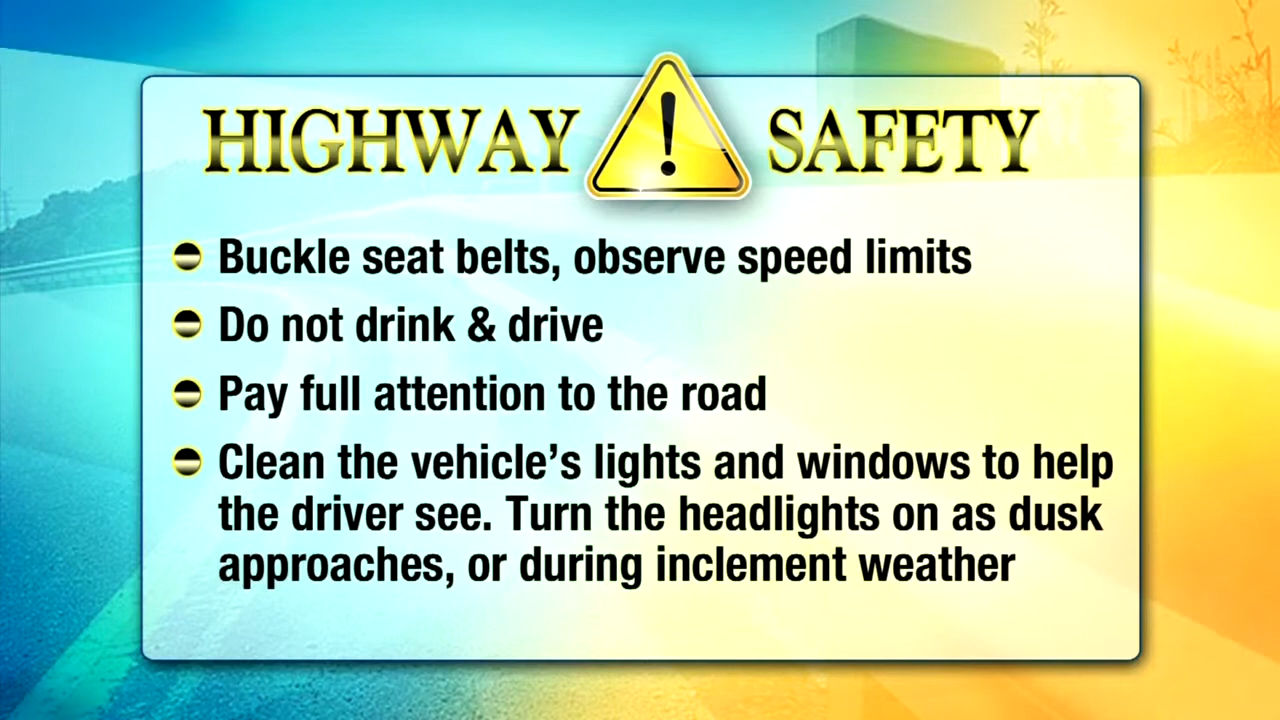 HIGHWAY SAFETY
Buckle seat belts, observe speed limits
Do not drink & drive
Pay full attention to the road
Clean the vehicle’s lights and windows to help
the driver see. Turn the headlights on as dusk
approaches, or during inclement weather